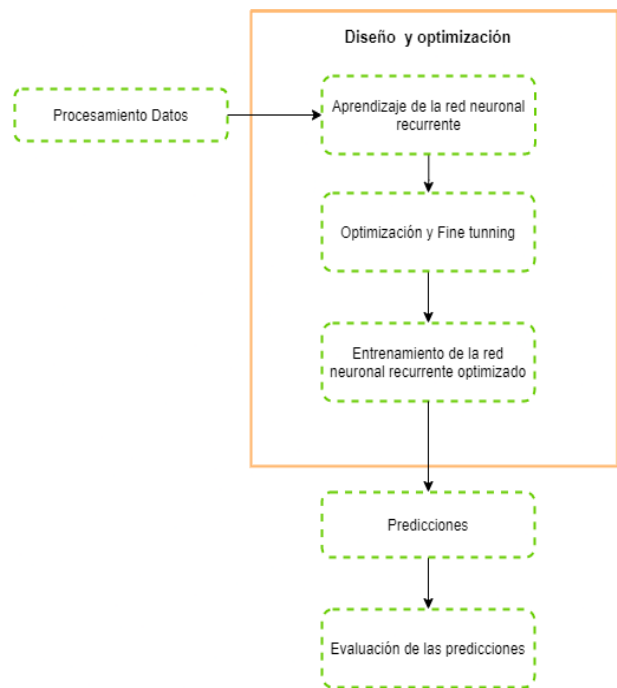 Diseño y optimización
Procesamiento Datos
Aprendizaje de la red neuronal
recurrente
Optimización y Fine tunning
Entrenamiento de la red
neuronal recurrente optimizado
Predicciones
Evaluación de las predicciones